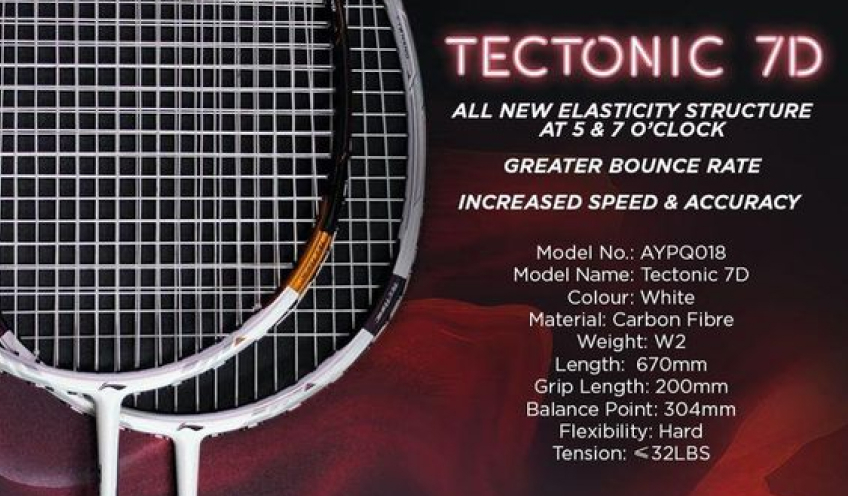 TECTONIC 7D
ALL NEW ELASTICITY STRUCTURE
AT 5 & 7 O'CLOCK
GREATER BOUNCE RATE
INCREASED SPEED & ACCURACY
Model No.: AYPQ018
Model Name: Tectonic 7D
Colour: White
Material: Carbon Fibre
Weight: W2
Length: 670mm
Grip Length: 200mm
Balance Point: 304mm
Flexibility: Hard
Tension: ⩽32LBS